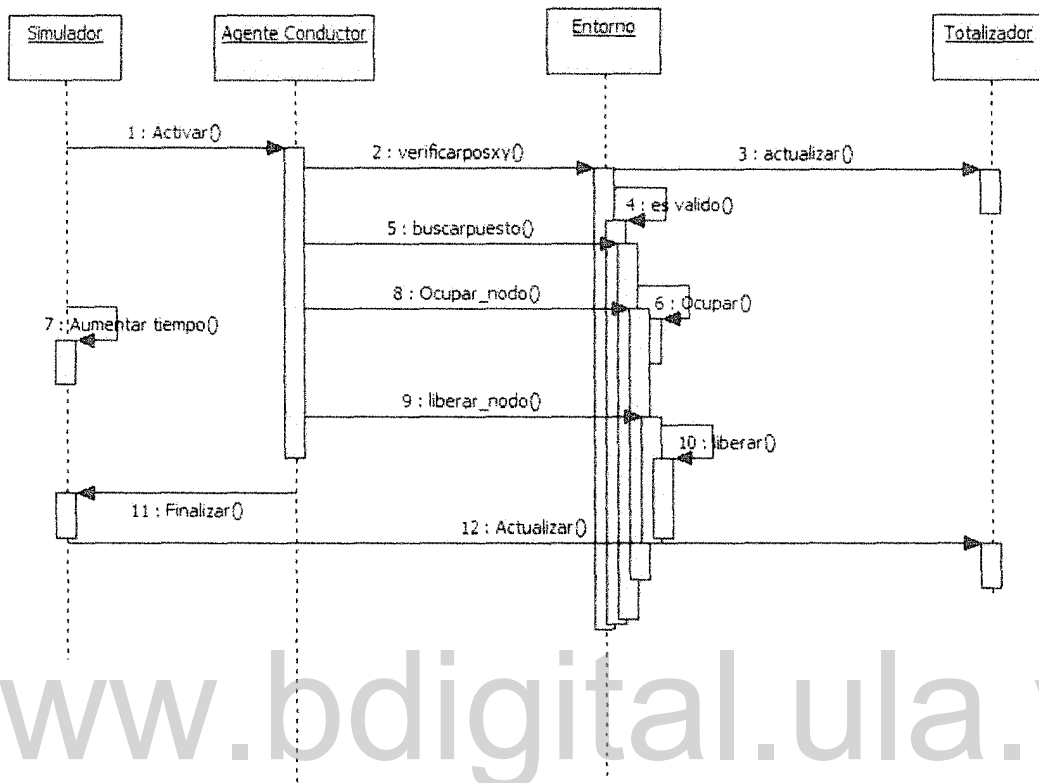 Simulador
Agente Conductor
Entorno
Totalizador
1 : Activar()
2 : verificarposxy()
3 : actualizar()
4 : es valido()
5 : buscarpuesto()
8 : Ocupar_nodo()
6 : Ocupar()
7 : Aumentar tiempo()
9 : liberar_nodo()
10 : liberar()
11 : Finalizar()
12 : Actualizar()
ww.bdigital.ula.v